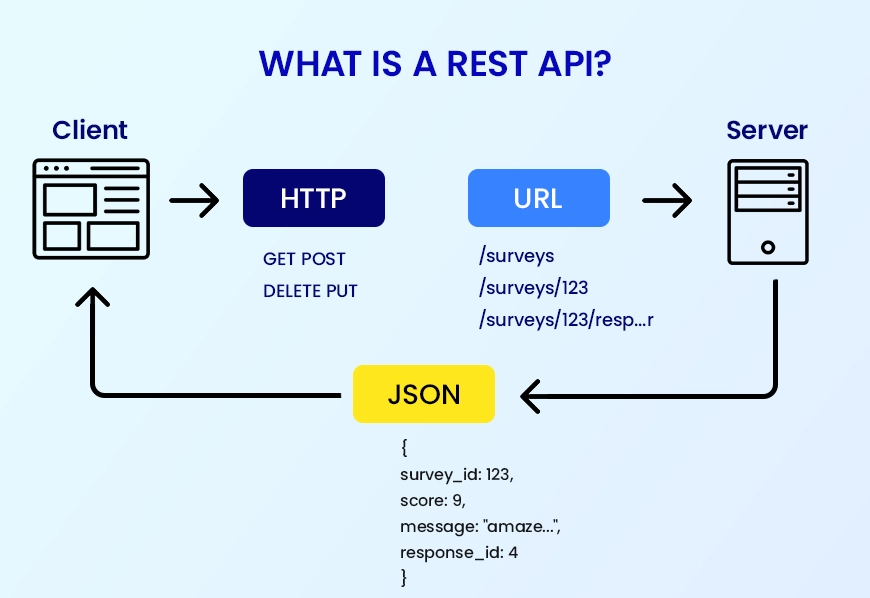 WHAT IS A REST API?
Client
Server
HTTP
URL
GET POST
DELETE PUT
/surveys
/surveys/123
/surveys/123/resp...r
JSON
{
survey_id: 123,
score: 9,
message: "amaze...",
response_id: 4
}